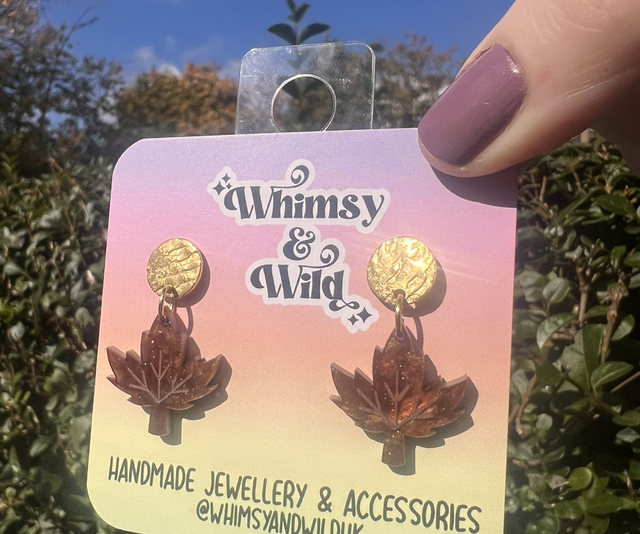 Whimsy
&
Wild
HANDMADE JEWELLERY & ACCESSORIES
@WHIMSYANDWILDUK